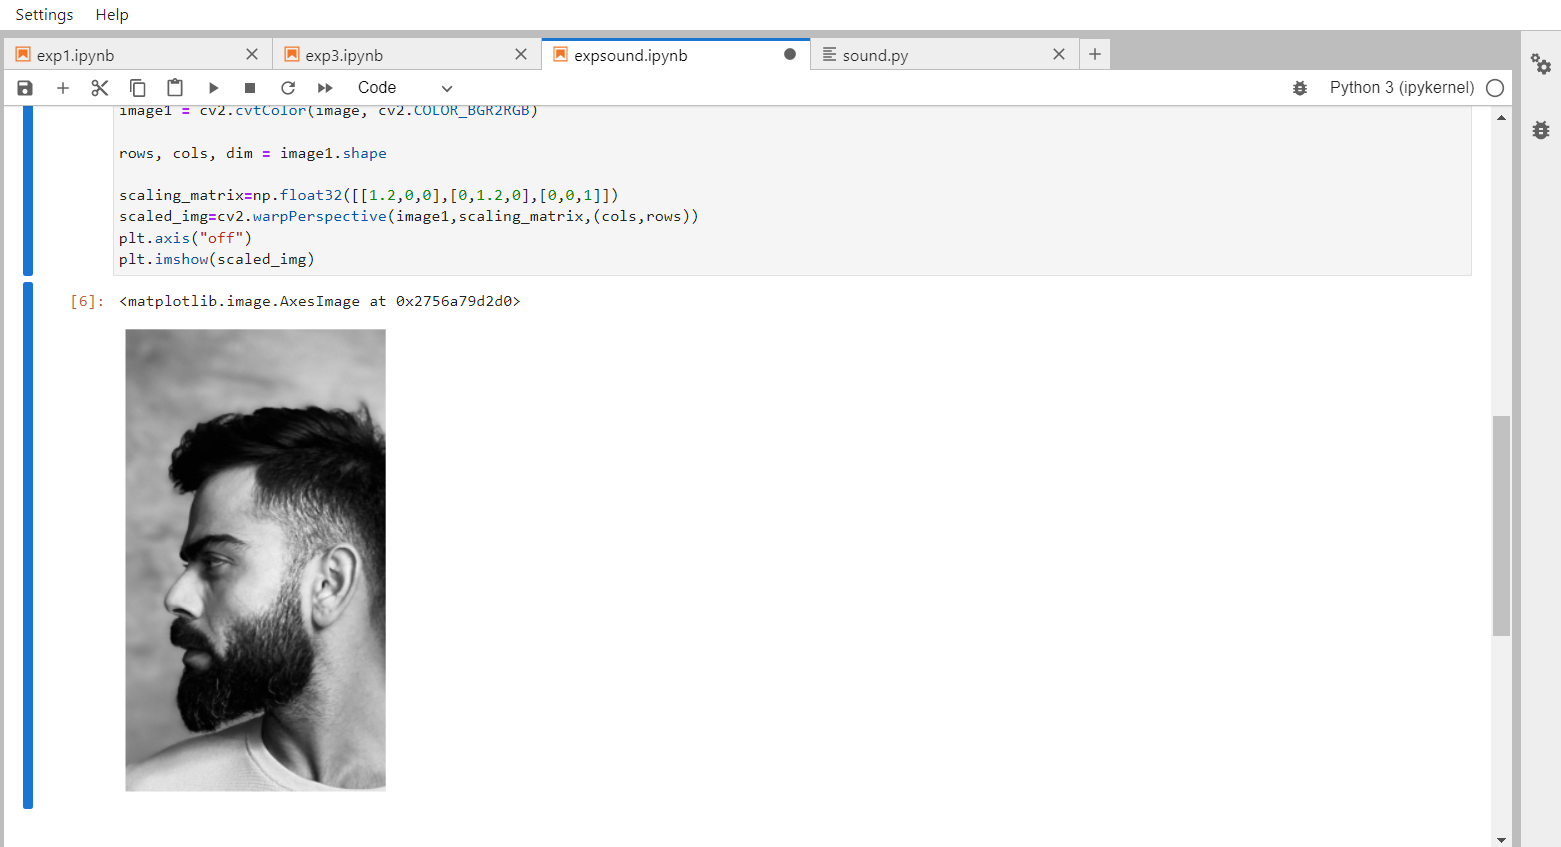 Settings Help
exp1.ipynb exp3.ipynb expsound.ipynb sound.py
Code Python 3 (ipykernel)
image1 = cv2.cvtColor(image, cv2.COLOR_BGR2RGB)
rows, cols, dim = image1.shape
scaling_matrix=np.float32([[1.2,0,0],[0,1.2,0],[0,0,1]])
scaled_img=cv2.warpPerspective(image1,scaling_matrix,(cols,rows))
plt.axis("off")
plt.imshow(scaled_img)
[6]: <matplotlib.image.AxesImage at 0x2756a79d2d0>